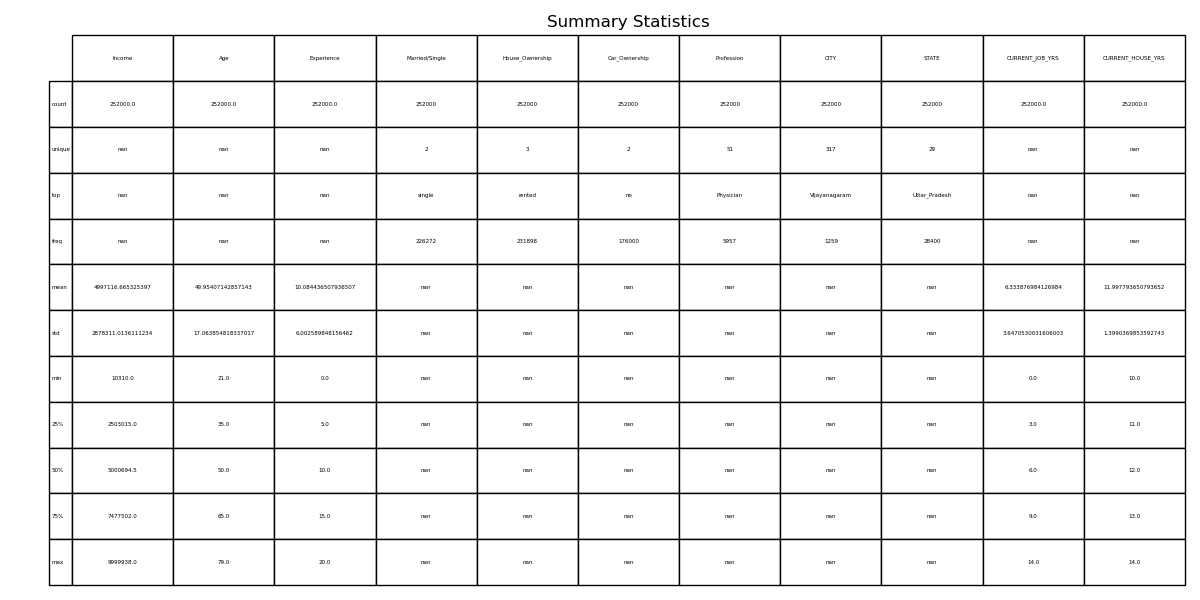 Summary Statistics
Income Age Experience Married/Single House_Ownership Car_Ownership Profession CITY STATE CURRENT_JOB_YRS CURRENT_HOUSE_YRS
count 252000.0 252000.0 252000.0 252000 252000 252000 252000 252000 252000 252000.0 252000.0
unique nan nan nan 2 3 2 51 317 29 nan nan
top nan nan nan single rented no Physician Vijayanagaram Uttar_Pradesh nan nan
freq nan nan nan 226272 231898 176000 5957 1259 28400 nan nan
mean 4997116.665325397 49.95407142857143 10.084436507936507 nan nan nan nan nan nan 6.333876984126984 11.997793650793652
std 2878311.0136111234 17.063854818337017 6.002589848156462 nan nan nan nan nan nan 3.6470530031606003 1.3990369853592743
min 10310.0 21.0 0.0 nan nan nan nan nan nan 0.0 10.0
25% 2503015.0 35.0 5.0 nan nan nan nan nan nan 3.0 11.0
50% 5000694.5 50.0 10.0 nan nan nan nan nan nan 6.0 12.0
75% 7477502.0 65.0 15.0 nan nan nan nan nan nan 9.0 13.0
max 9999938.0 79.0 20.0 nan nan nan nan nan nan 14.0 14.0